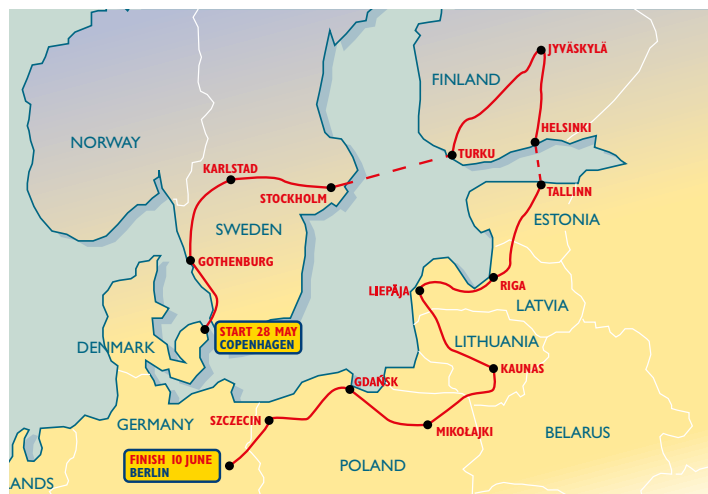 JYVÄSKYLÄ
FINLAND
HELSINKI
NORWAY
TURKU
KARLSTAD
STOCKHOLM
TALLINN
SWEDEN
ESTONIA
GOTHENBURG
RIGA
LIEPĀJA
LATVIA
START 28 MAY
COPENHAGEN
DENMARK
LITHUANIA
KAUNAS
GDAŃSK
GERMANY
SZCZECIN
MIKOŁAJKI
BELARUS
FINISH 10 JUNE
BERLIN
POLAND
LANDS